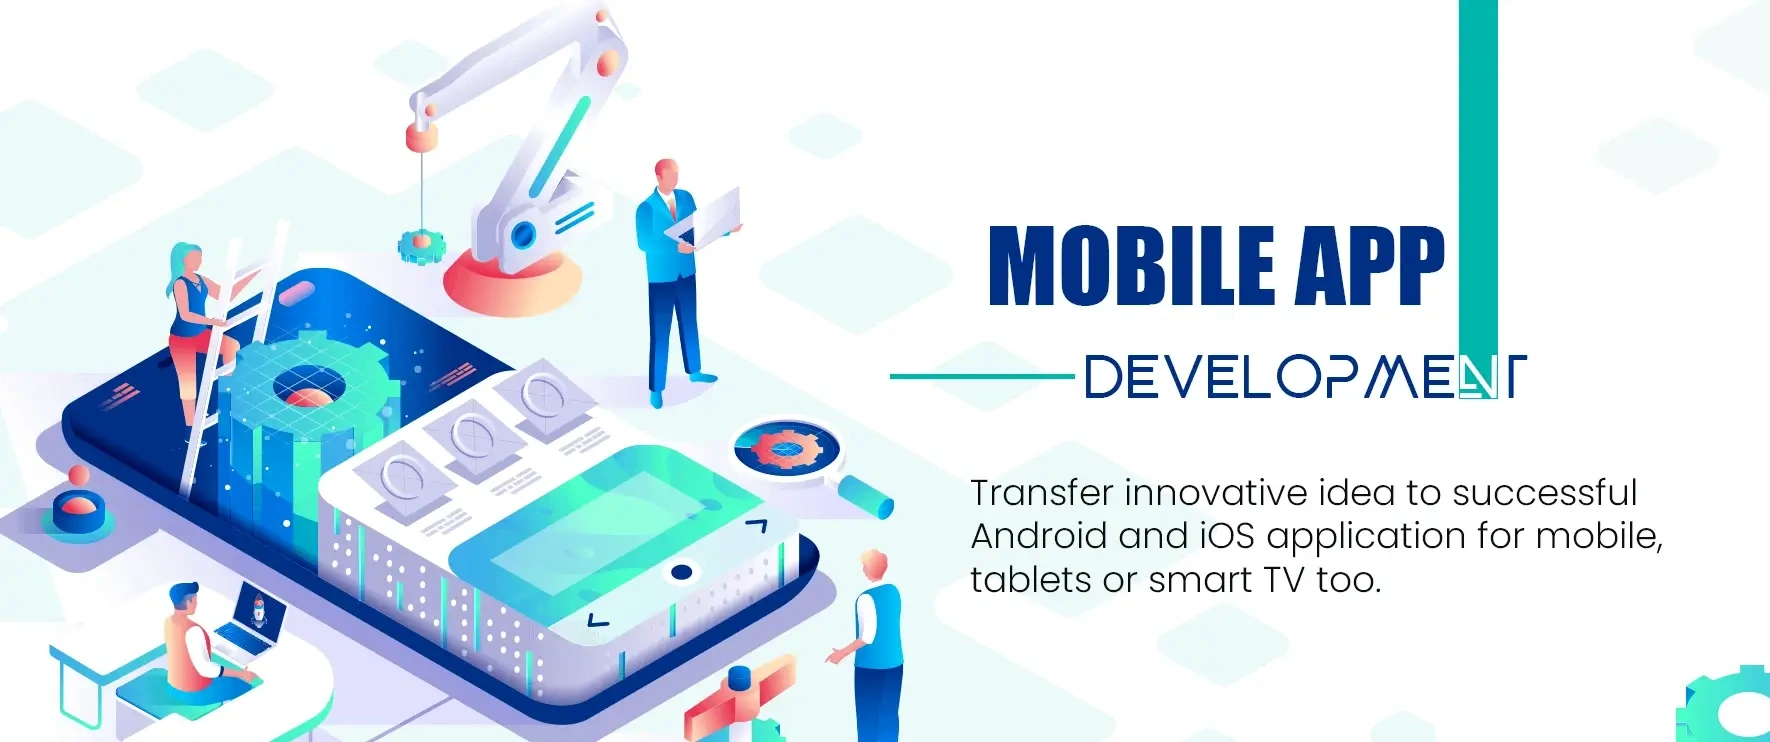 MOBILE APP
DEVELOPMENT
Transfer innovative idea to successful
Android and iOS application for mobile,
tablets or smart TV too.